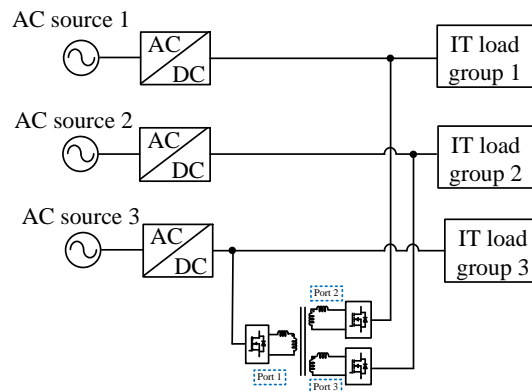 AC source 1
AC
DC
IT load
group 1
AC source 2
AC
DC
IT load
group 2
AC source 3
AC
DC
IT load
group 3
Port 2
Port 1
Port 3